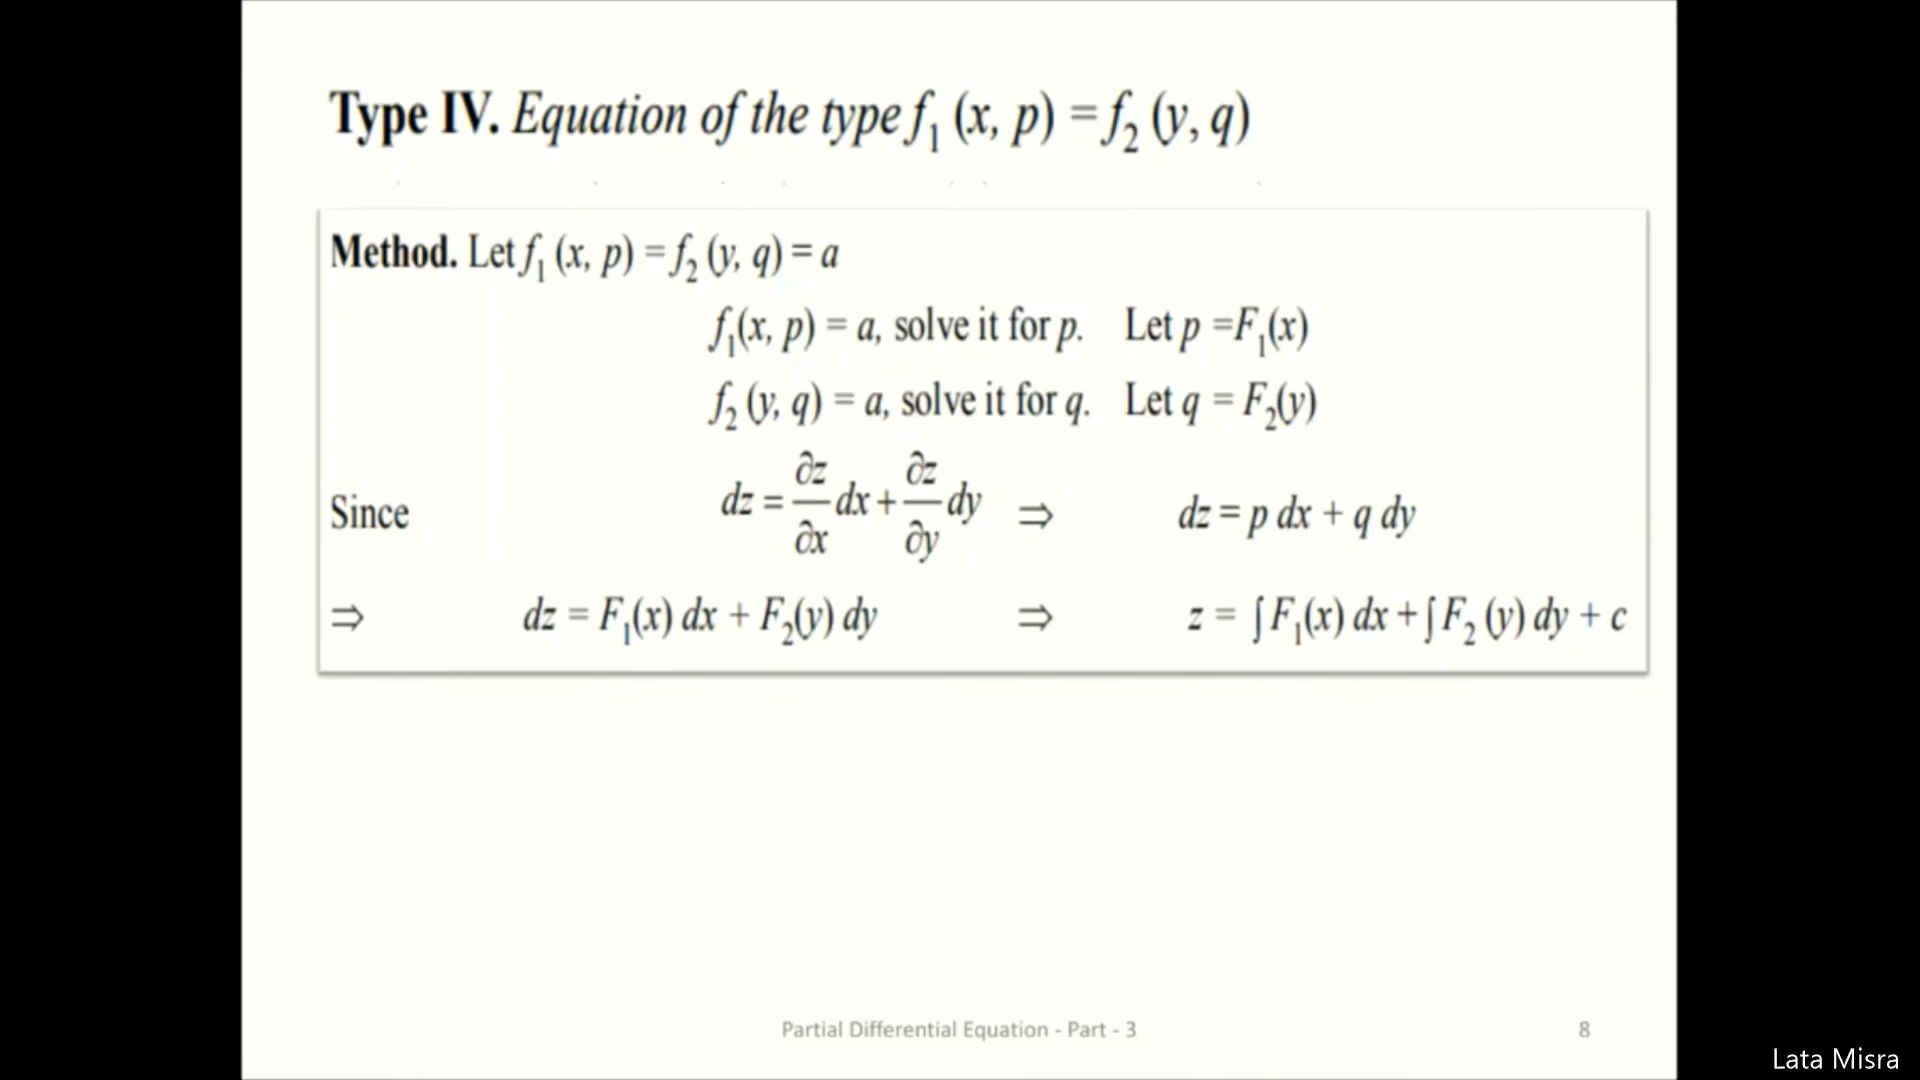 Type IV. Equation of the type f₁ (x, p) = f₂ (y, q)
Method. Let f₁ (x, p) = f₂ (y, q) = a
f₁(x, p) = a, solve it for p. Let p = F₁(x)
f₂ (y, q) = a, solve it for q. Let q = F₂(y)
Since dz = ∂z/∂x dx + ∂z/∂y dy ⇒ dz = p dx + q dy
⇒ dz = F₁(x) dx + F₂(y) dy ⇒ z = ∫ F₁(x) dx + ∫ F₂ (y) dy + c
Partial Differential Equation - Part - 3 8
Lata Misra